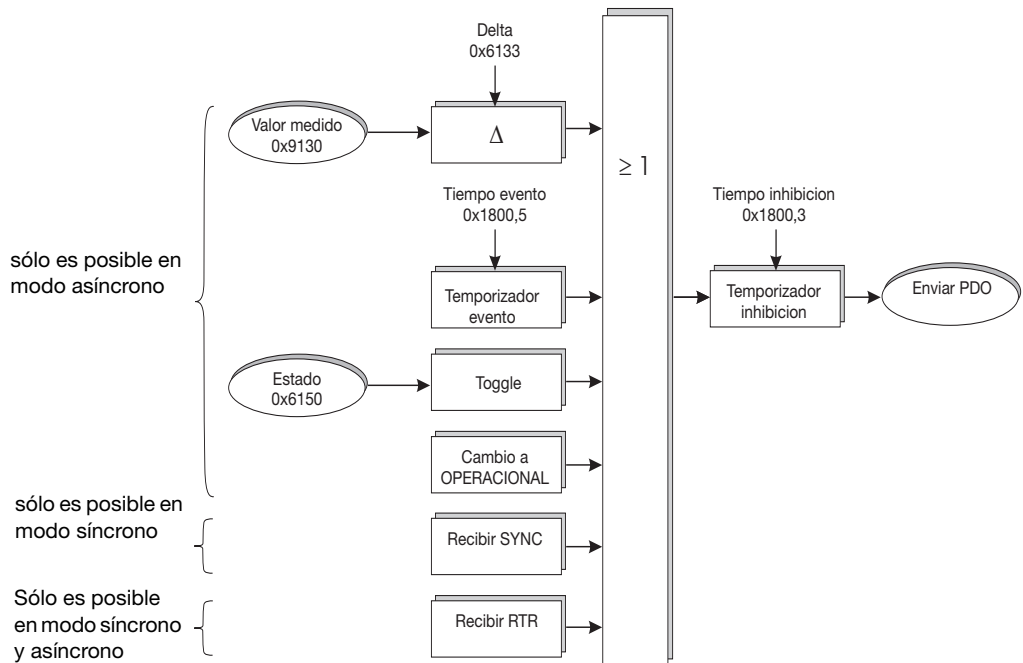 Delta
0x6133
Valor medido
0x9130
Δ
≥ 1
Tiempo evento
0x1800,5
Tiempo inhibicion
0x1800,3
sólo es posible en
modo asíncrono
Temporizador
evento
Temporizador
inhibicion
Enviar PDO
Estado
0x6150
Toggle
Cambio a
OPERACIONAL
sólo es posible en
modo síncrono
Recibir SYNC
Sólo es posible
en modo síncrono
y asíncrono
Recibir RTR